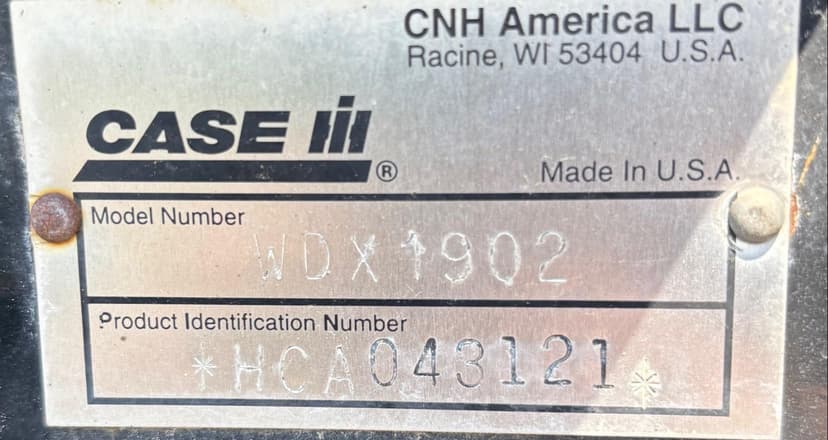 CNH America LLC
Racine, WI 53404 U.S.A.
CASE IH®
Made In U.S.A.
Model Number
WDX1902
Product Identification Number
*HCA043121*